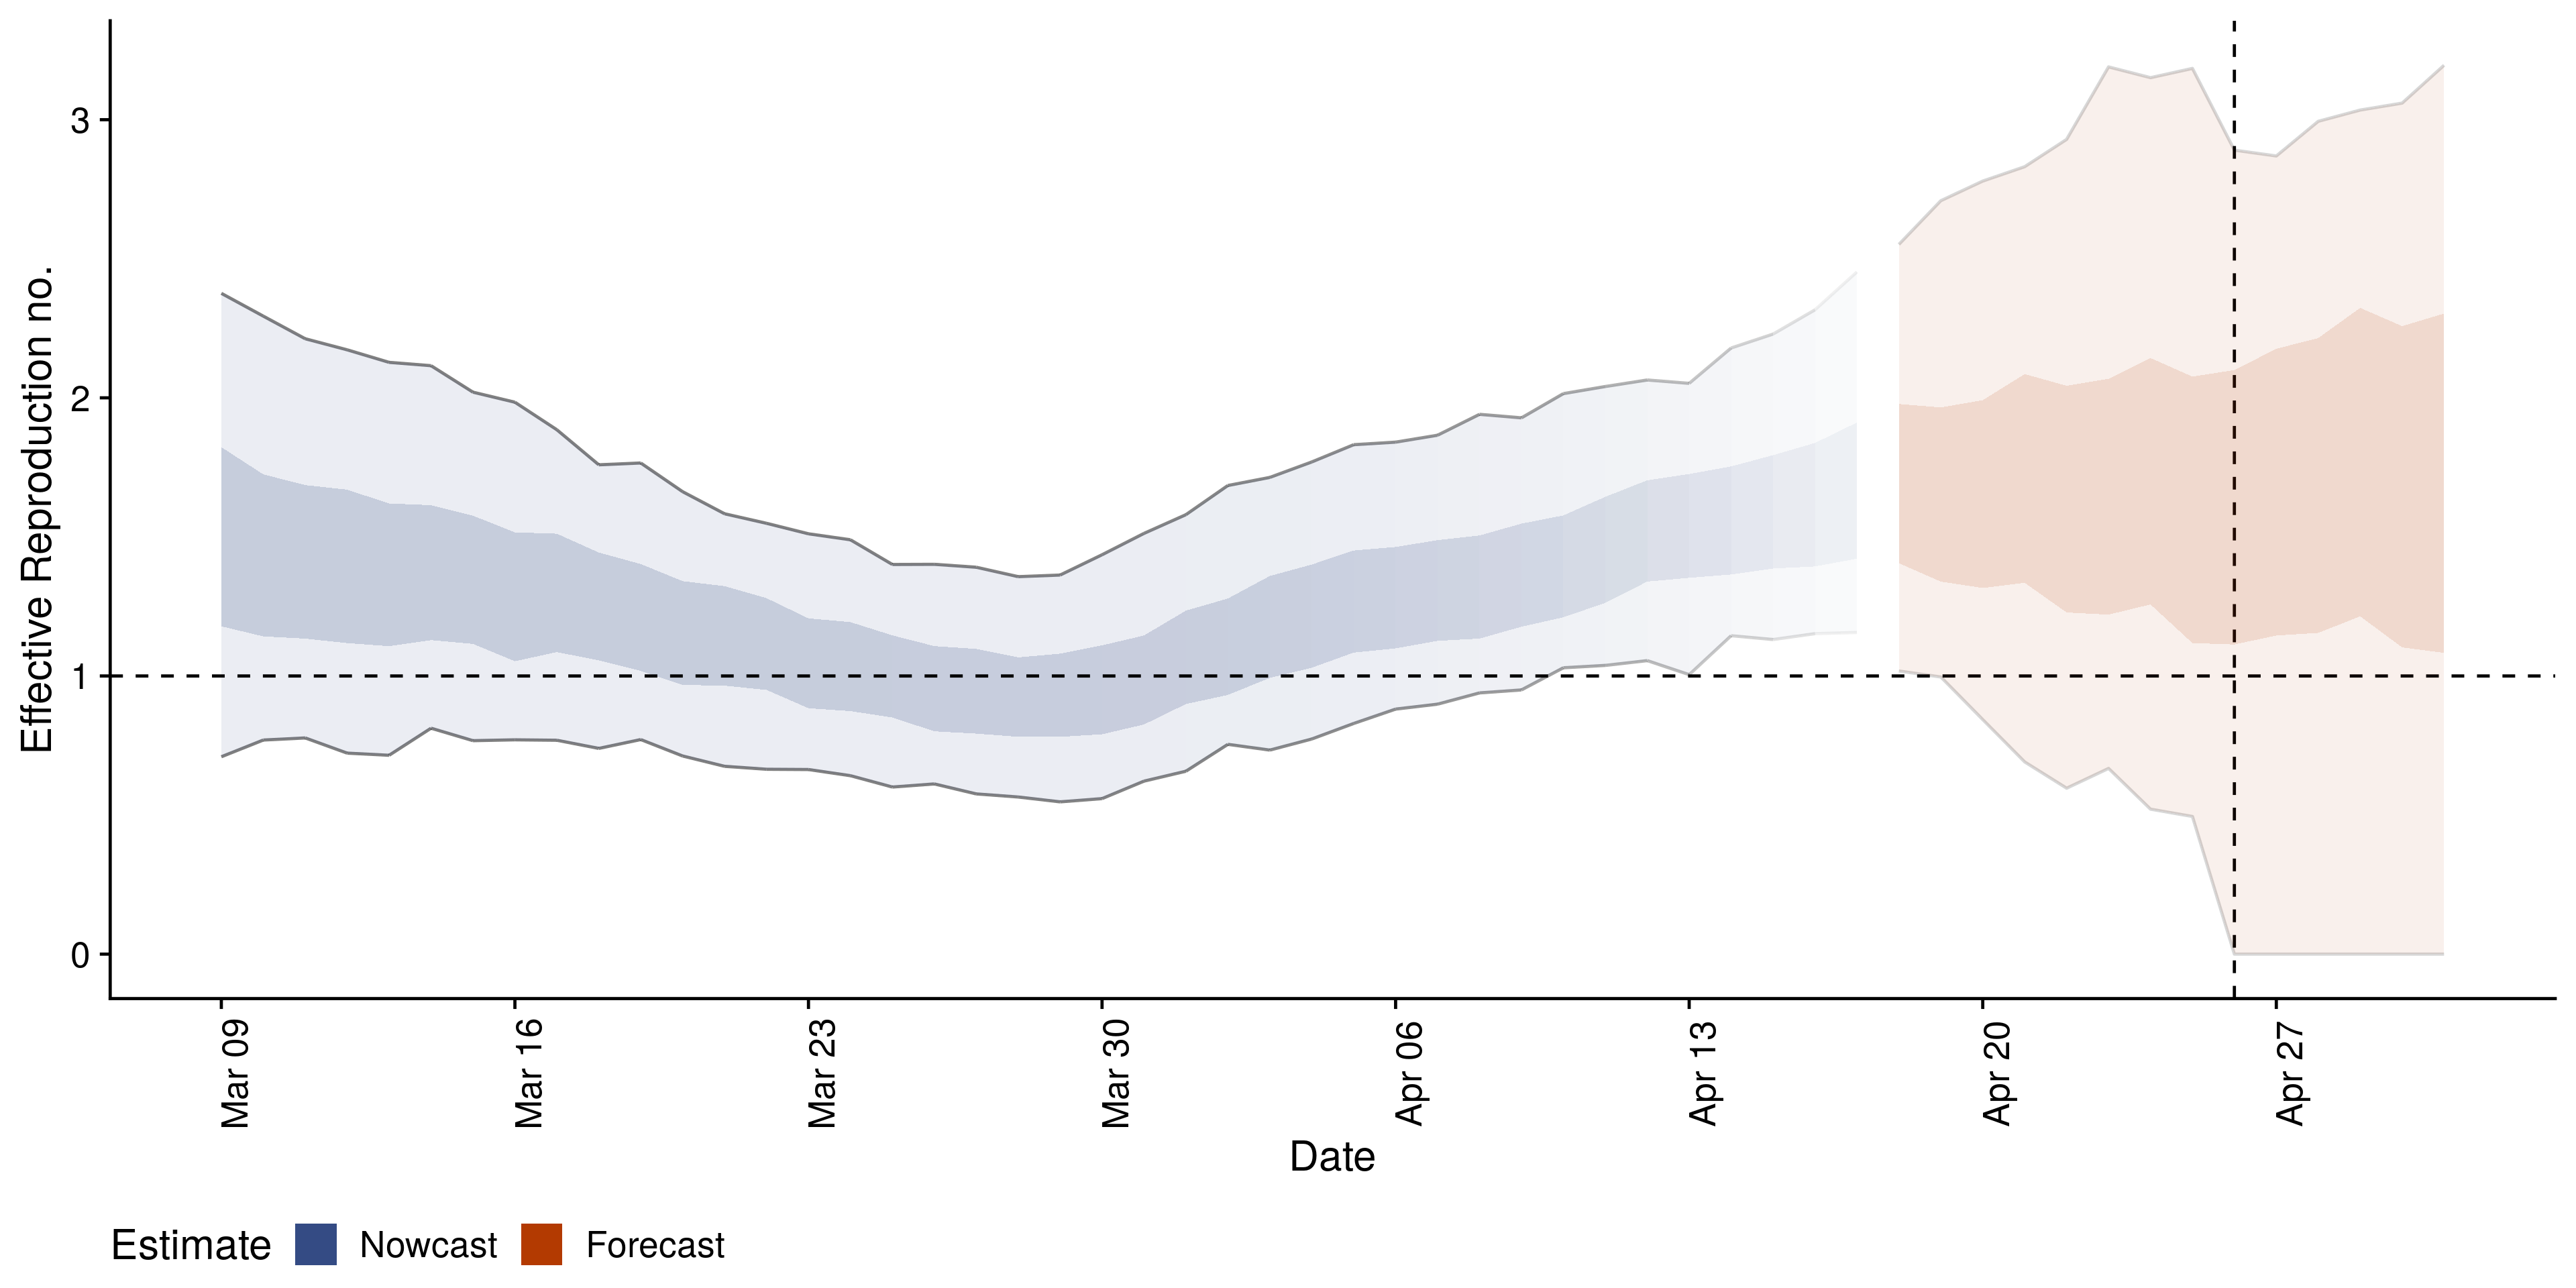 Effective Reproduction no.
3
2
1
0
Mar 09
Mar 16
Mar 23
Mar 30
Apr 06
Apr 13
Apr 20
Apr 27
Date
Estimate Nowcast Forecast